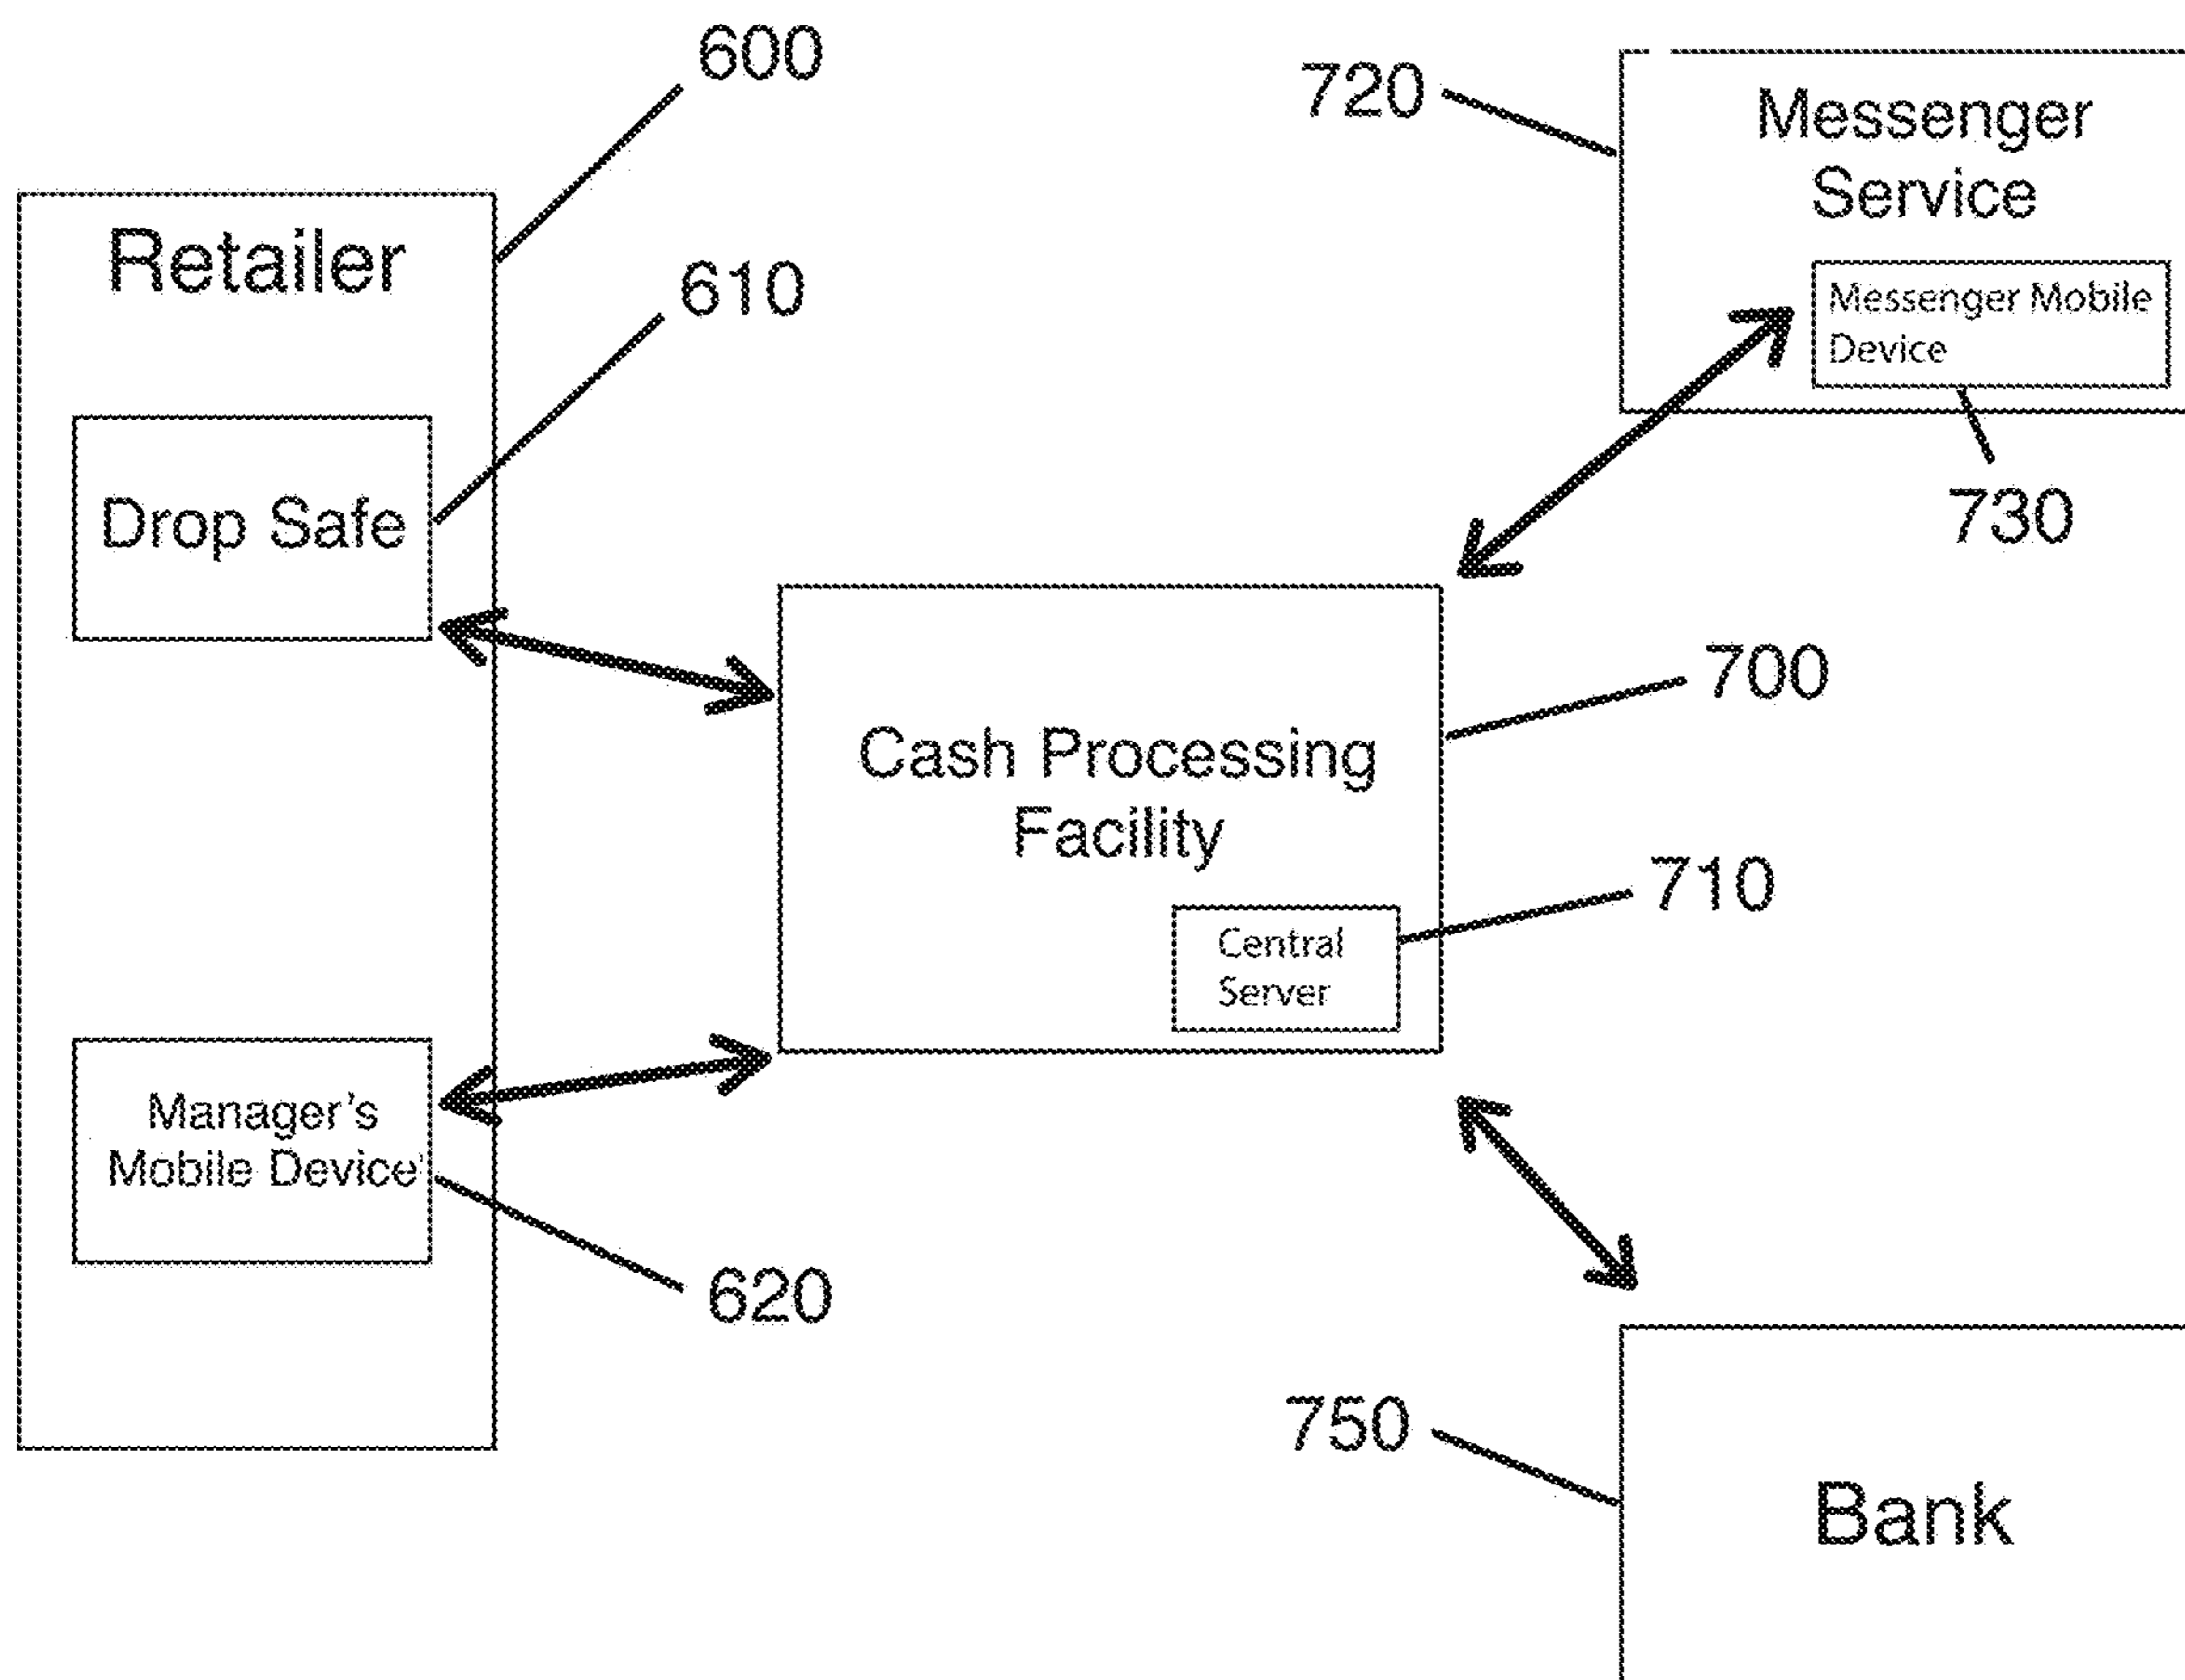 600
720
Messenger
Service
Retailer
610
Messenger Mobile
Device
Drop Safe
730
700
Cash Processing
Facility
710
Central
Server
Manager's
Mobile Device
620
750
Bank